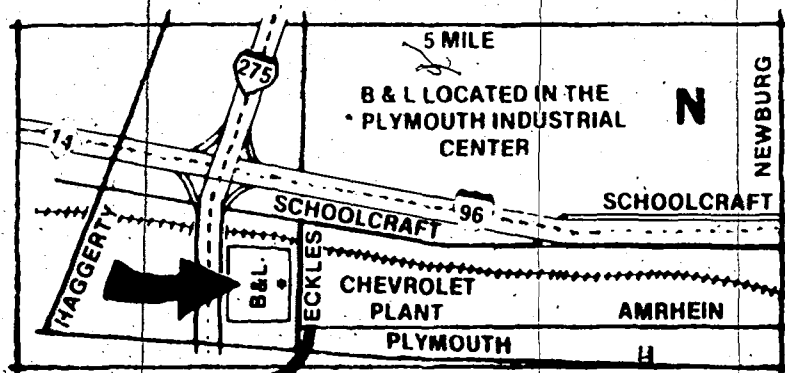 5 MILE
275
B & L LOCATED IN THE
* PLYMOUTH INDUSTRIAL
CENTER
N
NEWBURG
14
96
SCHOOLCRAFT
SCHOOLCRAFT
HAGGERTY
B&L *
ECKLES
CHEVROLET
PLANT
AMRHEIN
PLYMOUTH